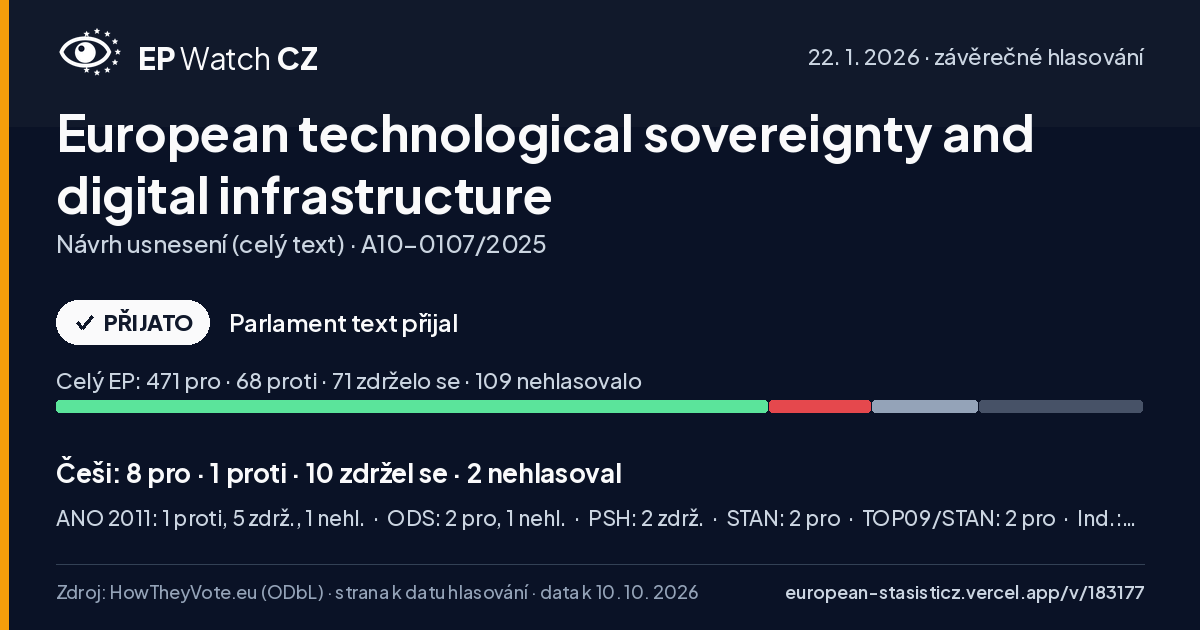 EP Watch CZ
22. 1. 2026 · závěrečné hlasování
European technological sovereignty and
digital infrastructure
Návrh usnesení (celý text) · A10-0107/2025
✓ PŘIJATO
Parlament text přijal
Celý EP: 471 pro · 68 proti · 71 zdrželo se · 109 nehlasovalo
Češi: 8 pro · 1 proti · 10 zdržel se · 2 nehlasoval
ANO 2011: 1 proti, 5 zdrž., 1 nehl. · ODS: 2 pro, 1 nehl. · PSH: 2 zdrž. · STAN: 2 pro · TOP09/STAN: 2 pro · Ind.:…
Zdroj: HowTheyVote.eu (ODbL) · strana k datu hlasování · data k 10. 10. 2026
european-stasisticz.vercel.app/v/183177